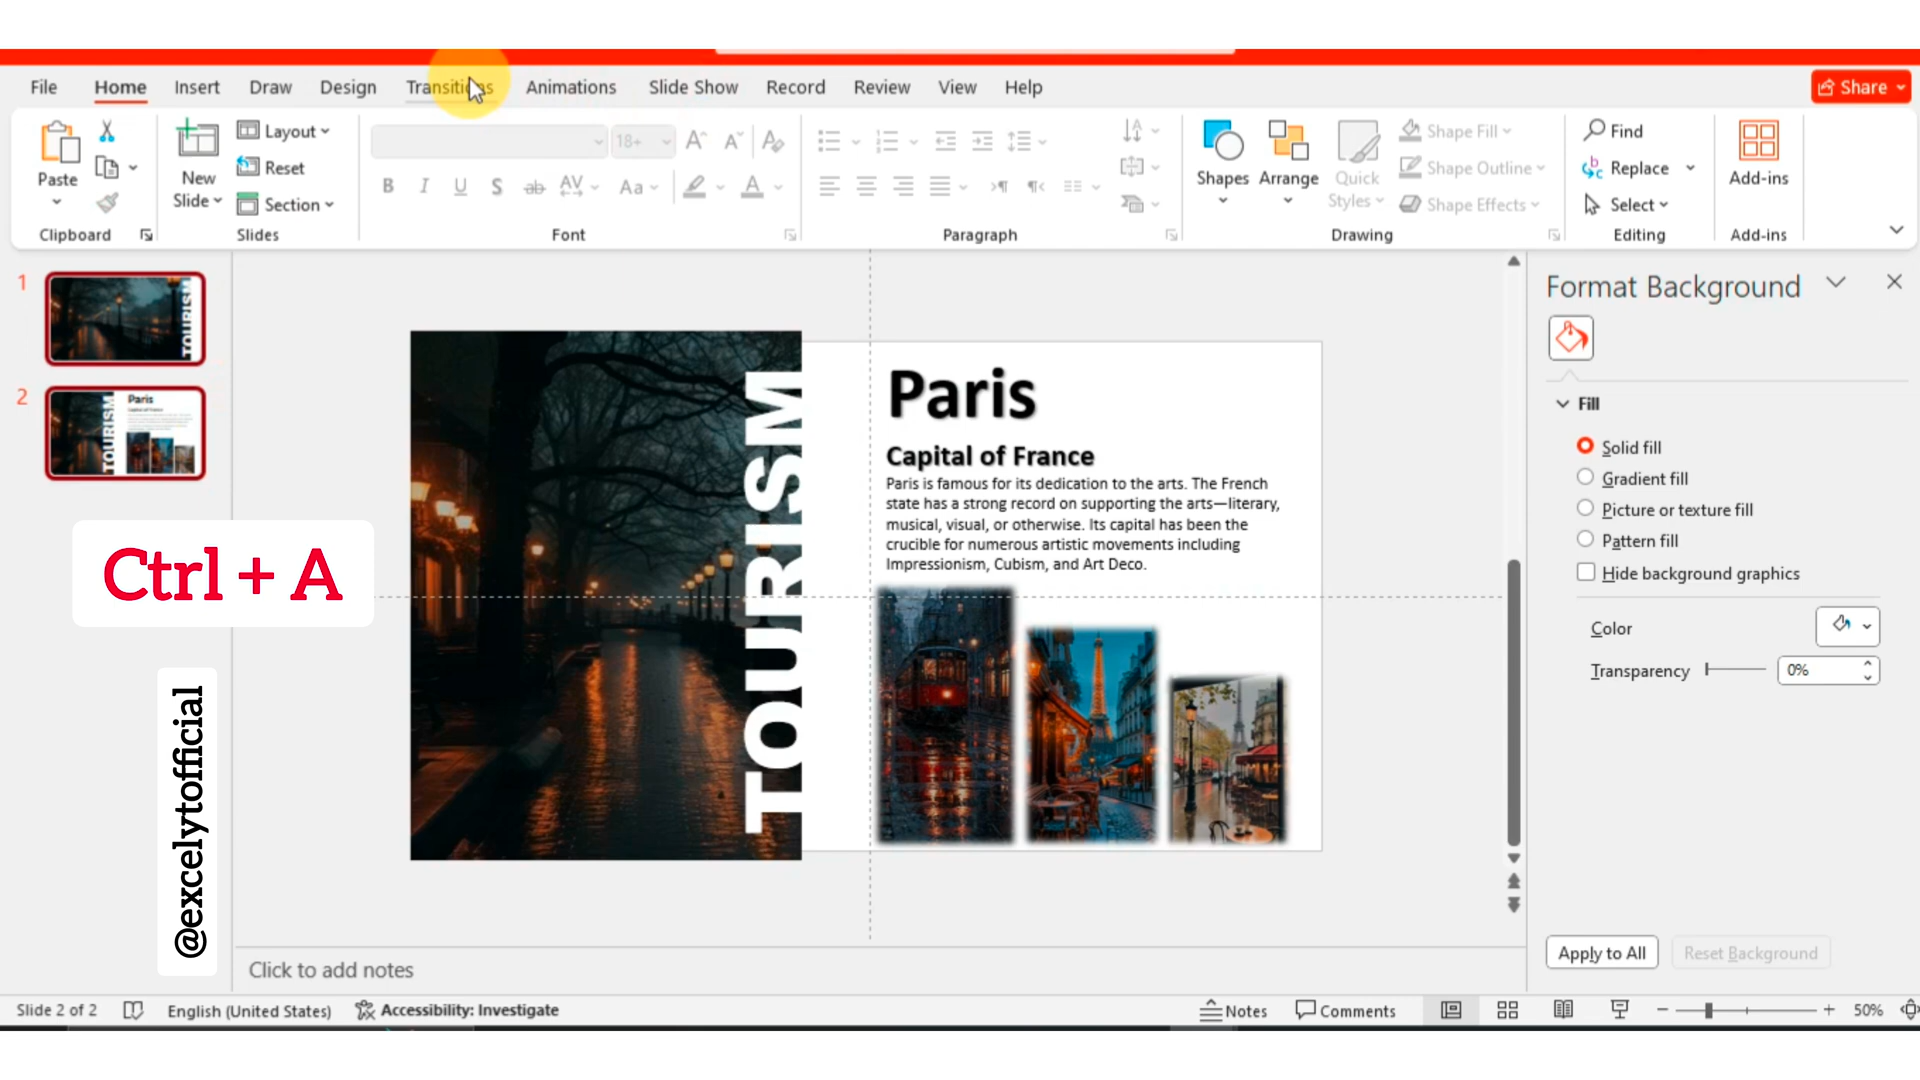 File Home Insert Draw Design Transitions Animations Slide Show Record Review View Help Share
Paste
New
Slide
Layout
Reset
Section
18+
B I U S ab AV Aa A
Shapes
Arrange
Quick
Styles
Shape Fill
Shape Outline
Shape Effects
Find
Replace
Select
Add-ins
Clipboard Slides Font Paragraph Drawing Editing Add-ins
1
TOURISM
2
TOURISM
Paris
Ctrl + A
@excelytofficial
TOURISM
Paris
Capital of France
Paris is famous for its dedication to the arts. The French
state has a strong record on supporting the arts—literary,
musical, visual, or otherwise. Its capital has been the
crucible for numerous artistic movements including
Impressionism, Cubism, and Art Deco.
Format Background
Fill
Solid fill
Gradient fill
Picture or texture fill
Pattern fill
Hide background graphics
Color
Transparency 0%
Apply to All Reset Background
Click to add notes
Slide 2 of 2 English (United States) Accessibility: Investigate Notes Comments 50%